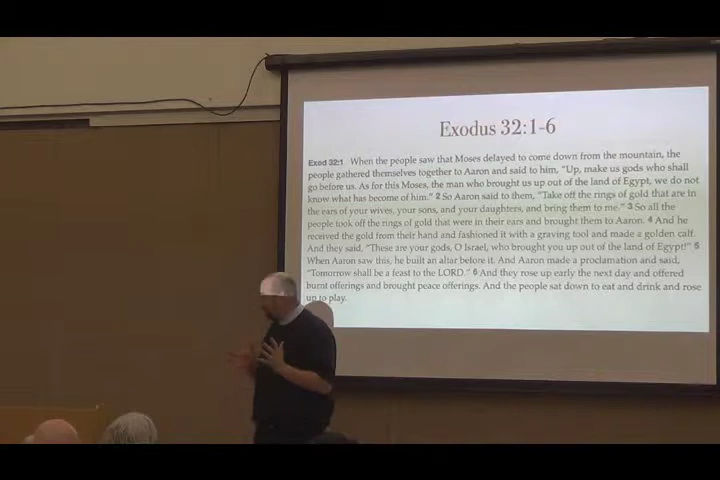 Exodus 32:1-6
Exod 32:1 When the people saw that Moses delayed to come down from the mountain, the
people gathered themselves together to Aaron and said to him, “Up, make us gods who shall
go before us. As for this Moses, the man who brought us up out of the land of Egypt, we do not
know what has become of him.” 2 So Aaron said to them, “Take off the rings of gold that are in
the ears of your wives, your sons, and your daughters, and bring them to me.” 3 So all the
people took off the rings of gold that were in their ears and brought them to Aaron. 4 And he
received the gold from their hand and fashioned it with a graving tool and made a golden calf.
And they said, “These are your gods, O Israel, who brought you up out of the land of Egypt!” 5
When Aaron saw this, he built an altar before it. And Aaron made a proclamation and said,
“Tomorrow shall be a feast to the LORD.” 6 And they rose up early the next day and offered
burnt offerings and brought peace offerings. And the people sat down to eat and drink and rose
up to play.